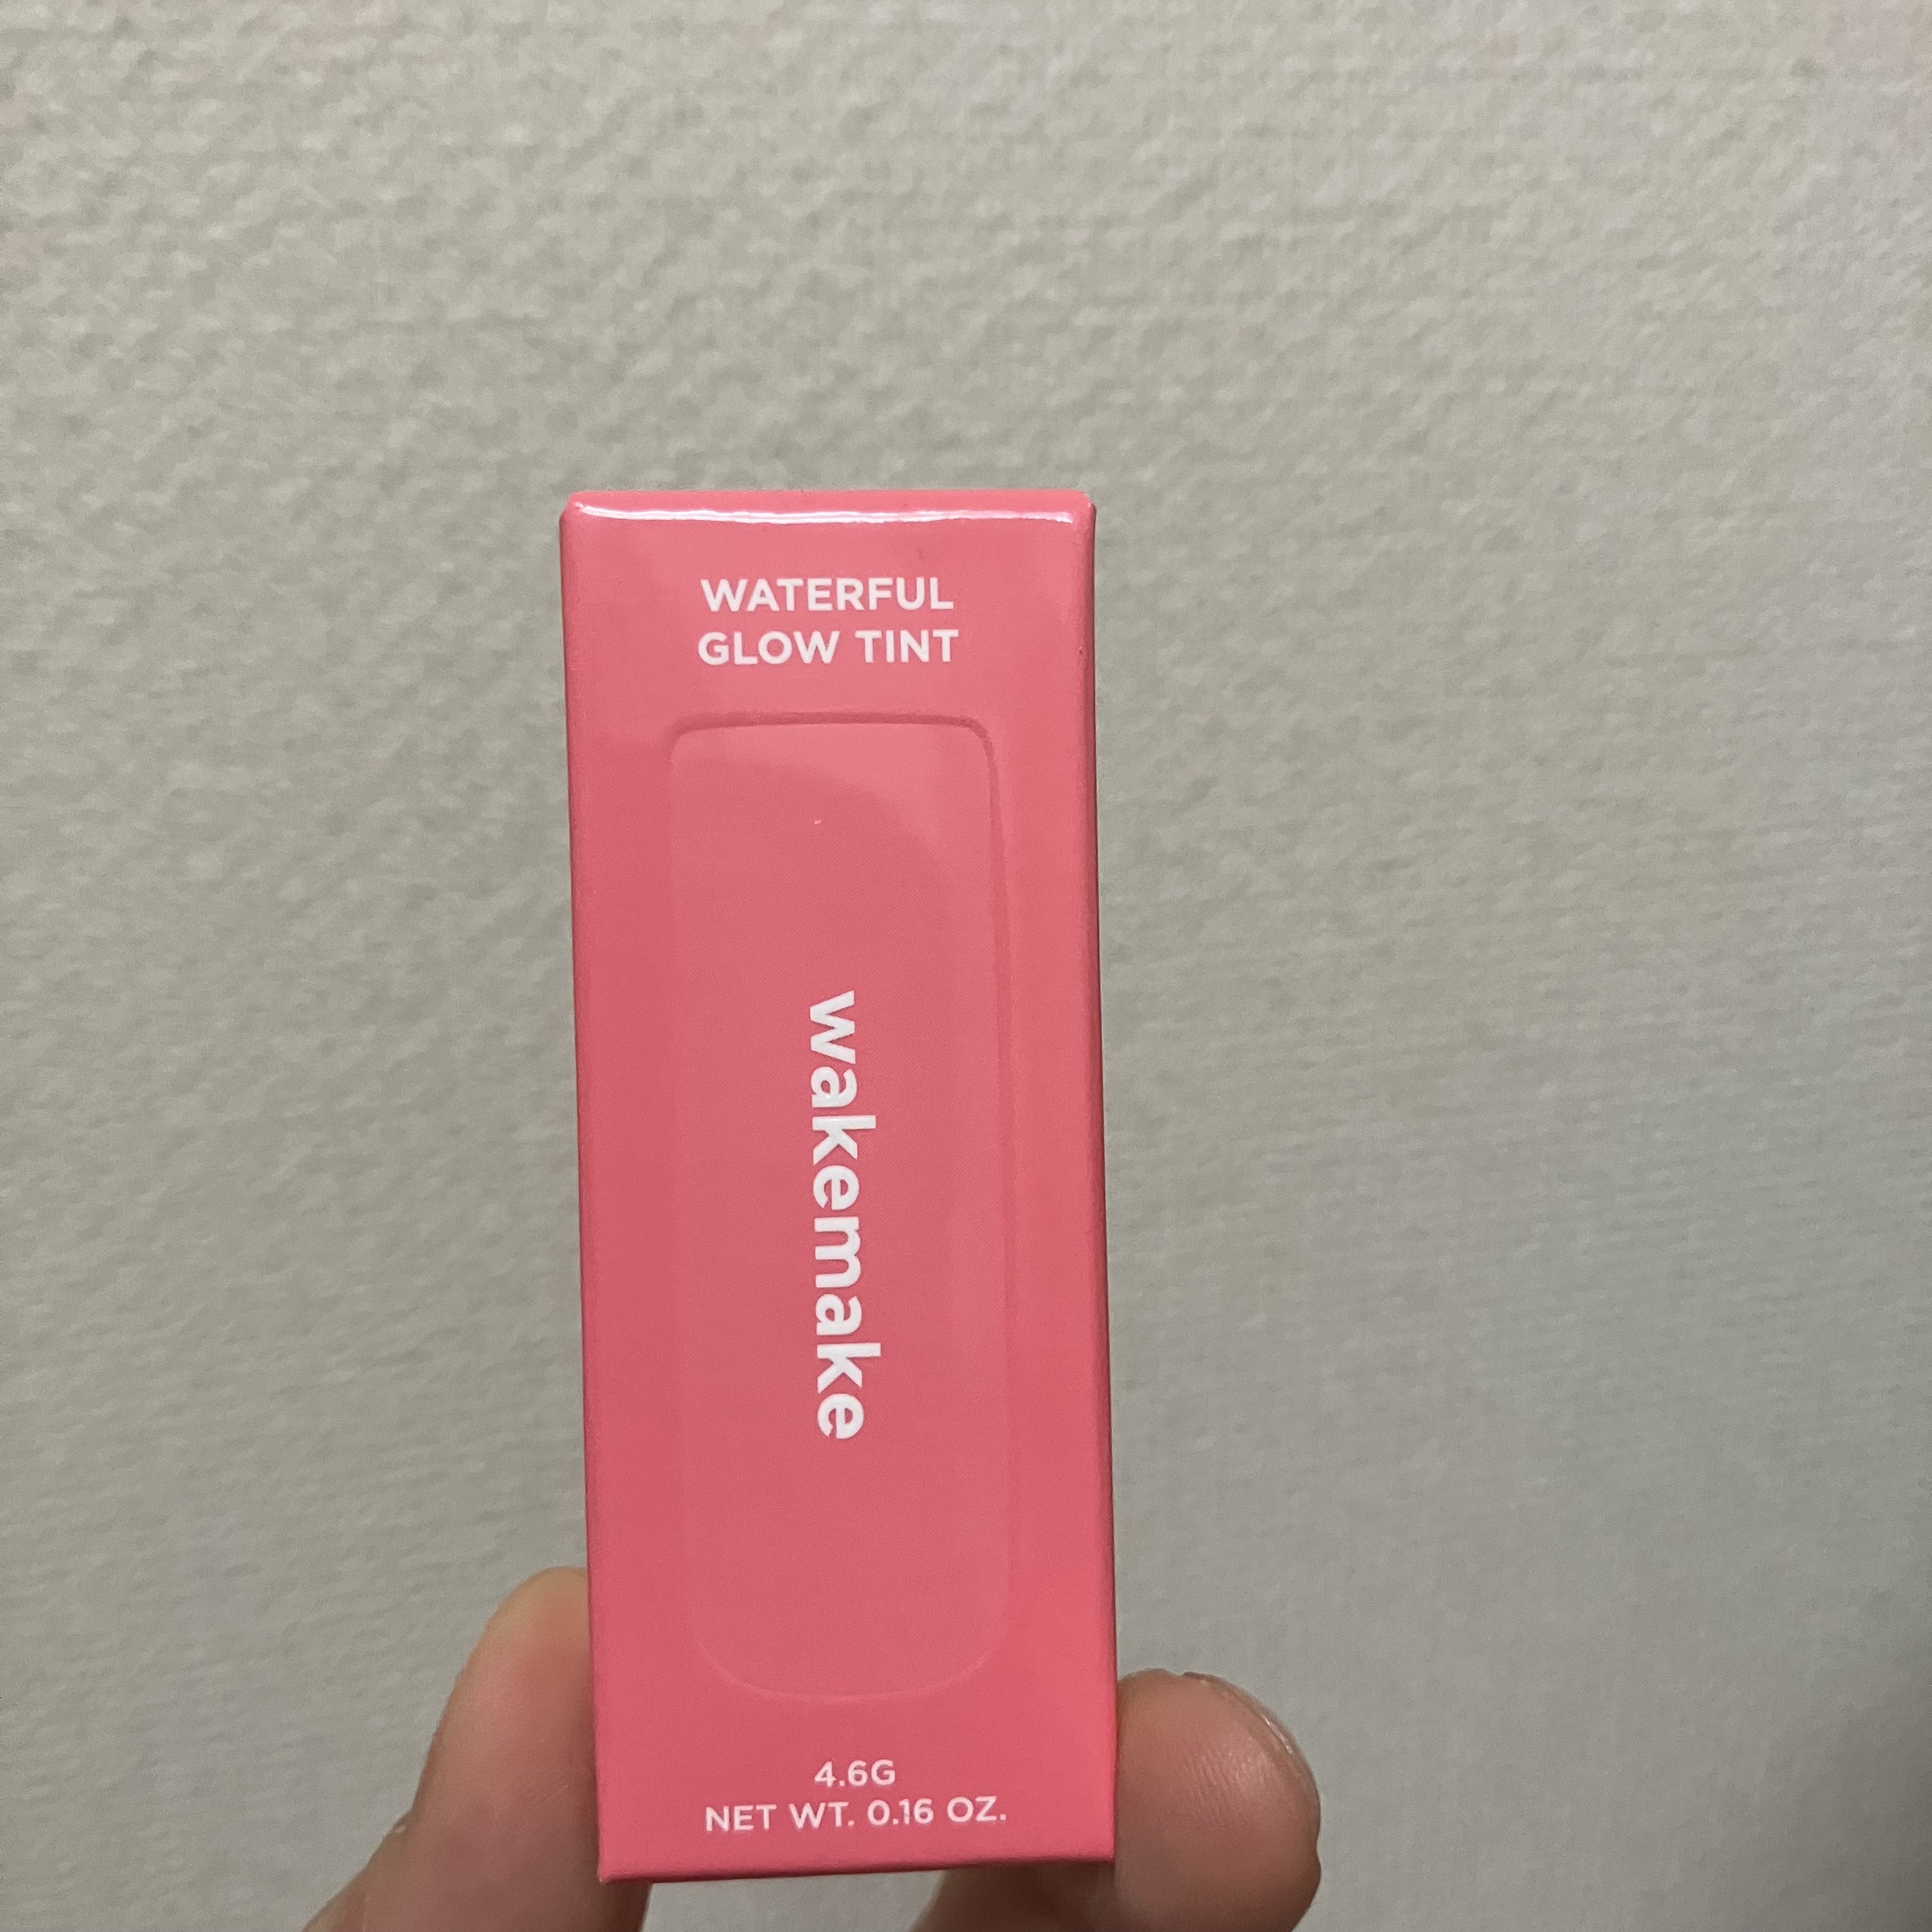 WATERFUL
GLOW TINT
wakemake
4.6G
NET WT. 0.16 OZ.